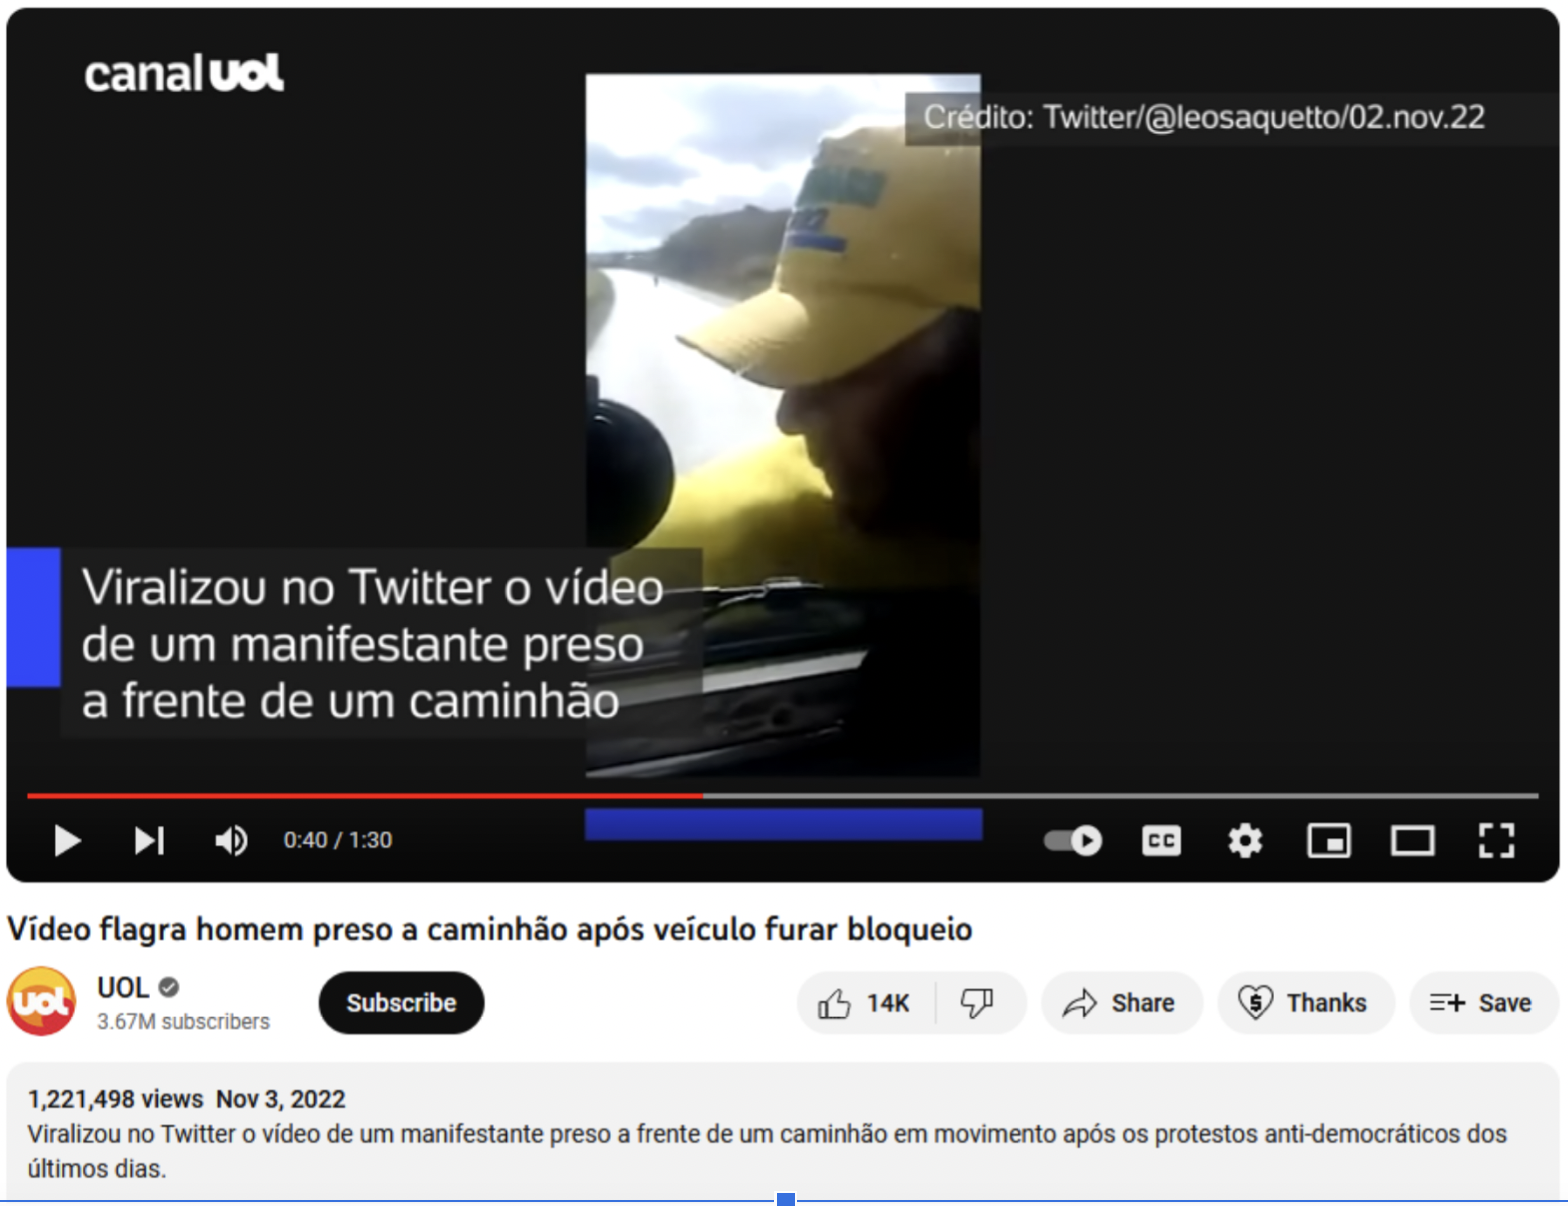 canal uol
Crédito: Twitter/@leosaquetto/02.nov.22
Viralizou no Twitter o vídeo
de um manifestante preso
a frente de um caminhão
0:40 / 1:30
CC
Vídeo flagra homem preso a caminhão após veículo furar bloqueio
uol
UOL
3.67M subscribers
Subscribe
14K
Share
Thanks
Save
1,221,498 views Nov 3, 2022
Viralizou no Twitter o vídeo de um manifestante preso a frente de um caminhão em movimento após os protestos anti-democráticos dos
últimos dias.